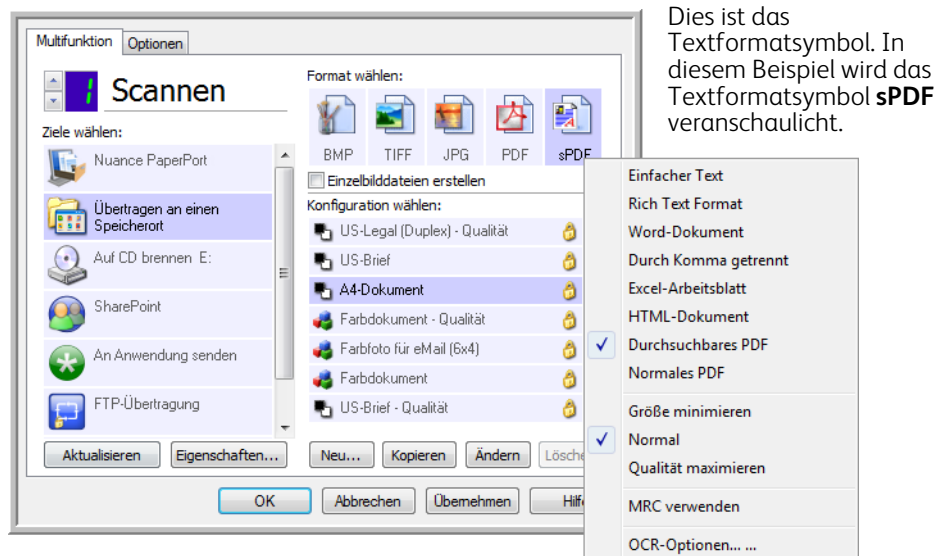 Dies ist das
Textformatsymbol. In
diesem Beispiel wird das
Textformatsymbol sPDF
veranschaulicht.
Multifunktion
Optionen
1
Scannen
Ziele wählen:
Nuance PaperPort
Übertragen an einen
Speicherort
Auf CD brennen E:
SharePoint
An Anwendung senden
FTP-Übertragung
Aktualisieren
Eigenschaften...
Format wählen:
BMP TIFF JPG PDF sPDF
Einzelbilddateien erstellen
Konfiguration wählen:
US-Legal (Duplex) - Qualität
US-Brief
A4-Dokument
Farbdokument - Qualität
Farbfoto für eMail (6x4)
Farbdokument
US-Brief - Qualität
Neu... Kopieren Ändern Lösche
OK Abbrechen Übernehmen Hilf
Einfacher Text
Rich Text Format
Word-Dokument
Durch Komma getrennt
Excel-Arbeitsblatt
HTML-Dokument
Durchsuchbares PDF
Normales PDF
Größe minimieren
Normal
Qualität maximieren
MRC verwenden
OCR-Optionen... ...